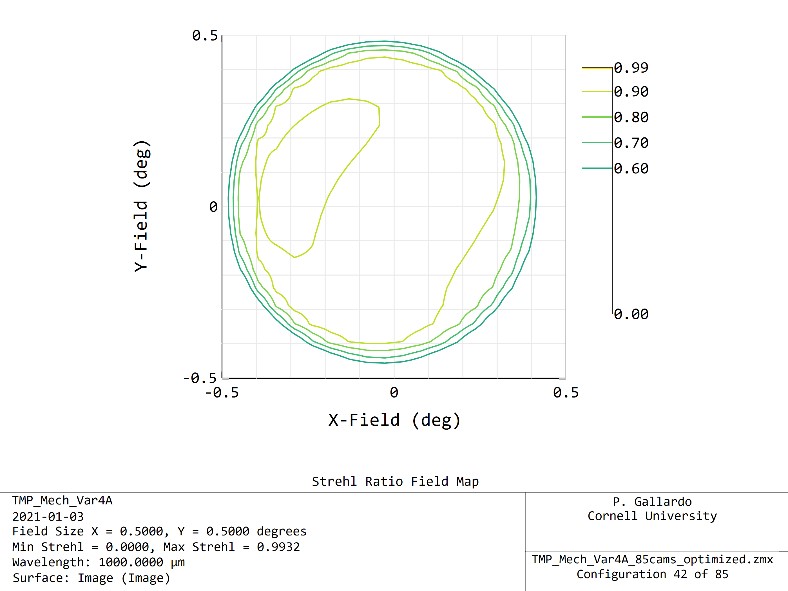 0.5
0
-0.5
-0.5
0
0.5
Y-Field (deg)
X-Field (deg)
0.99
0.90
0.80
0.70
0.60
0.00
Strehl Ratio Field Map
TMP_Mech_Var4A
2021-01-03
Field Size X = 0.5000, Y = 0.5000 degrees
Min Strehl = 0.0000, Max Strehl = 0.9932
Wavelength: 1000.0000 µm
Surface: Image (Image)
P. Gallardo
Cornell University
TMP_Mech_Var4A_85cams_optimized.zmx
Configuration 42 of 85